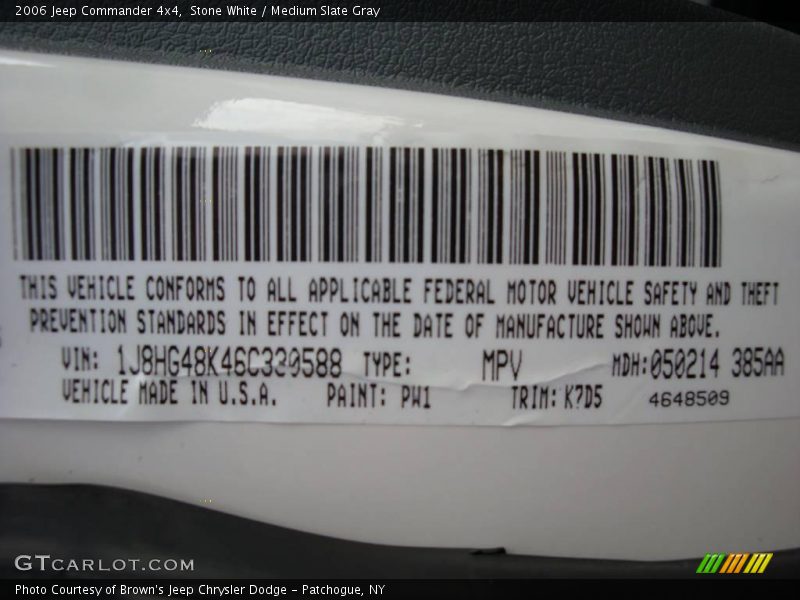 2006 Jeep Commander 4x4, Stone White / Medium Slate Gray
THIS VEHICLE CONFORMS TO ALL APPLICABLE FEDERAL MOTOR VEHICLE SAFETY AND THEFT
PREVENTION STANDARDS IN EFFECT ON THE DATE OF MANUFACTURE SHOWN ABOVE.
VIN: 1J8HG48K46C330588 TYPE: MPV MDH:050214 385AA
VEHICLE MADE IN U.S.A. PAINT: PW1 TRIM: K7D5 4648509
GTCARLOT.COM
Photo Courtesy of Brown's Jeep Chrysler Dodge - Patchogue, NY